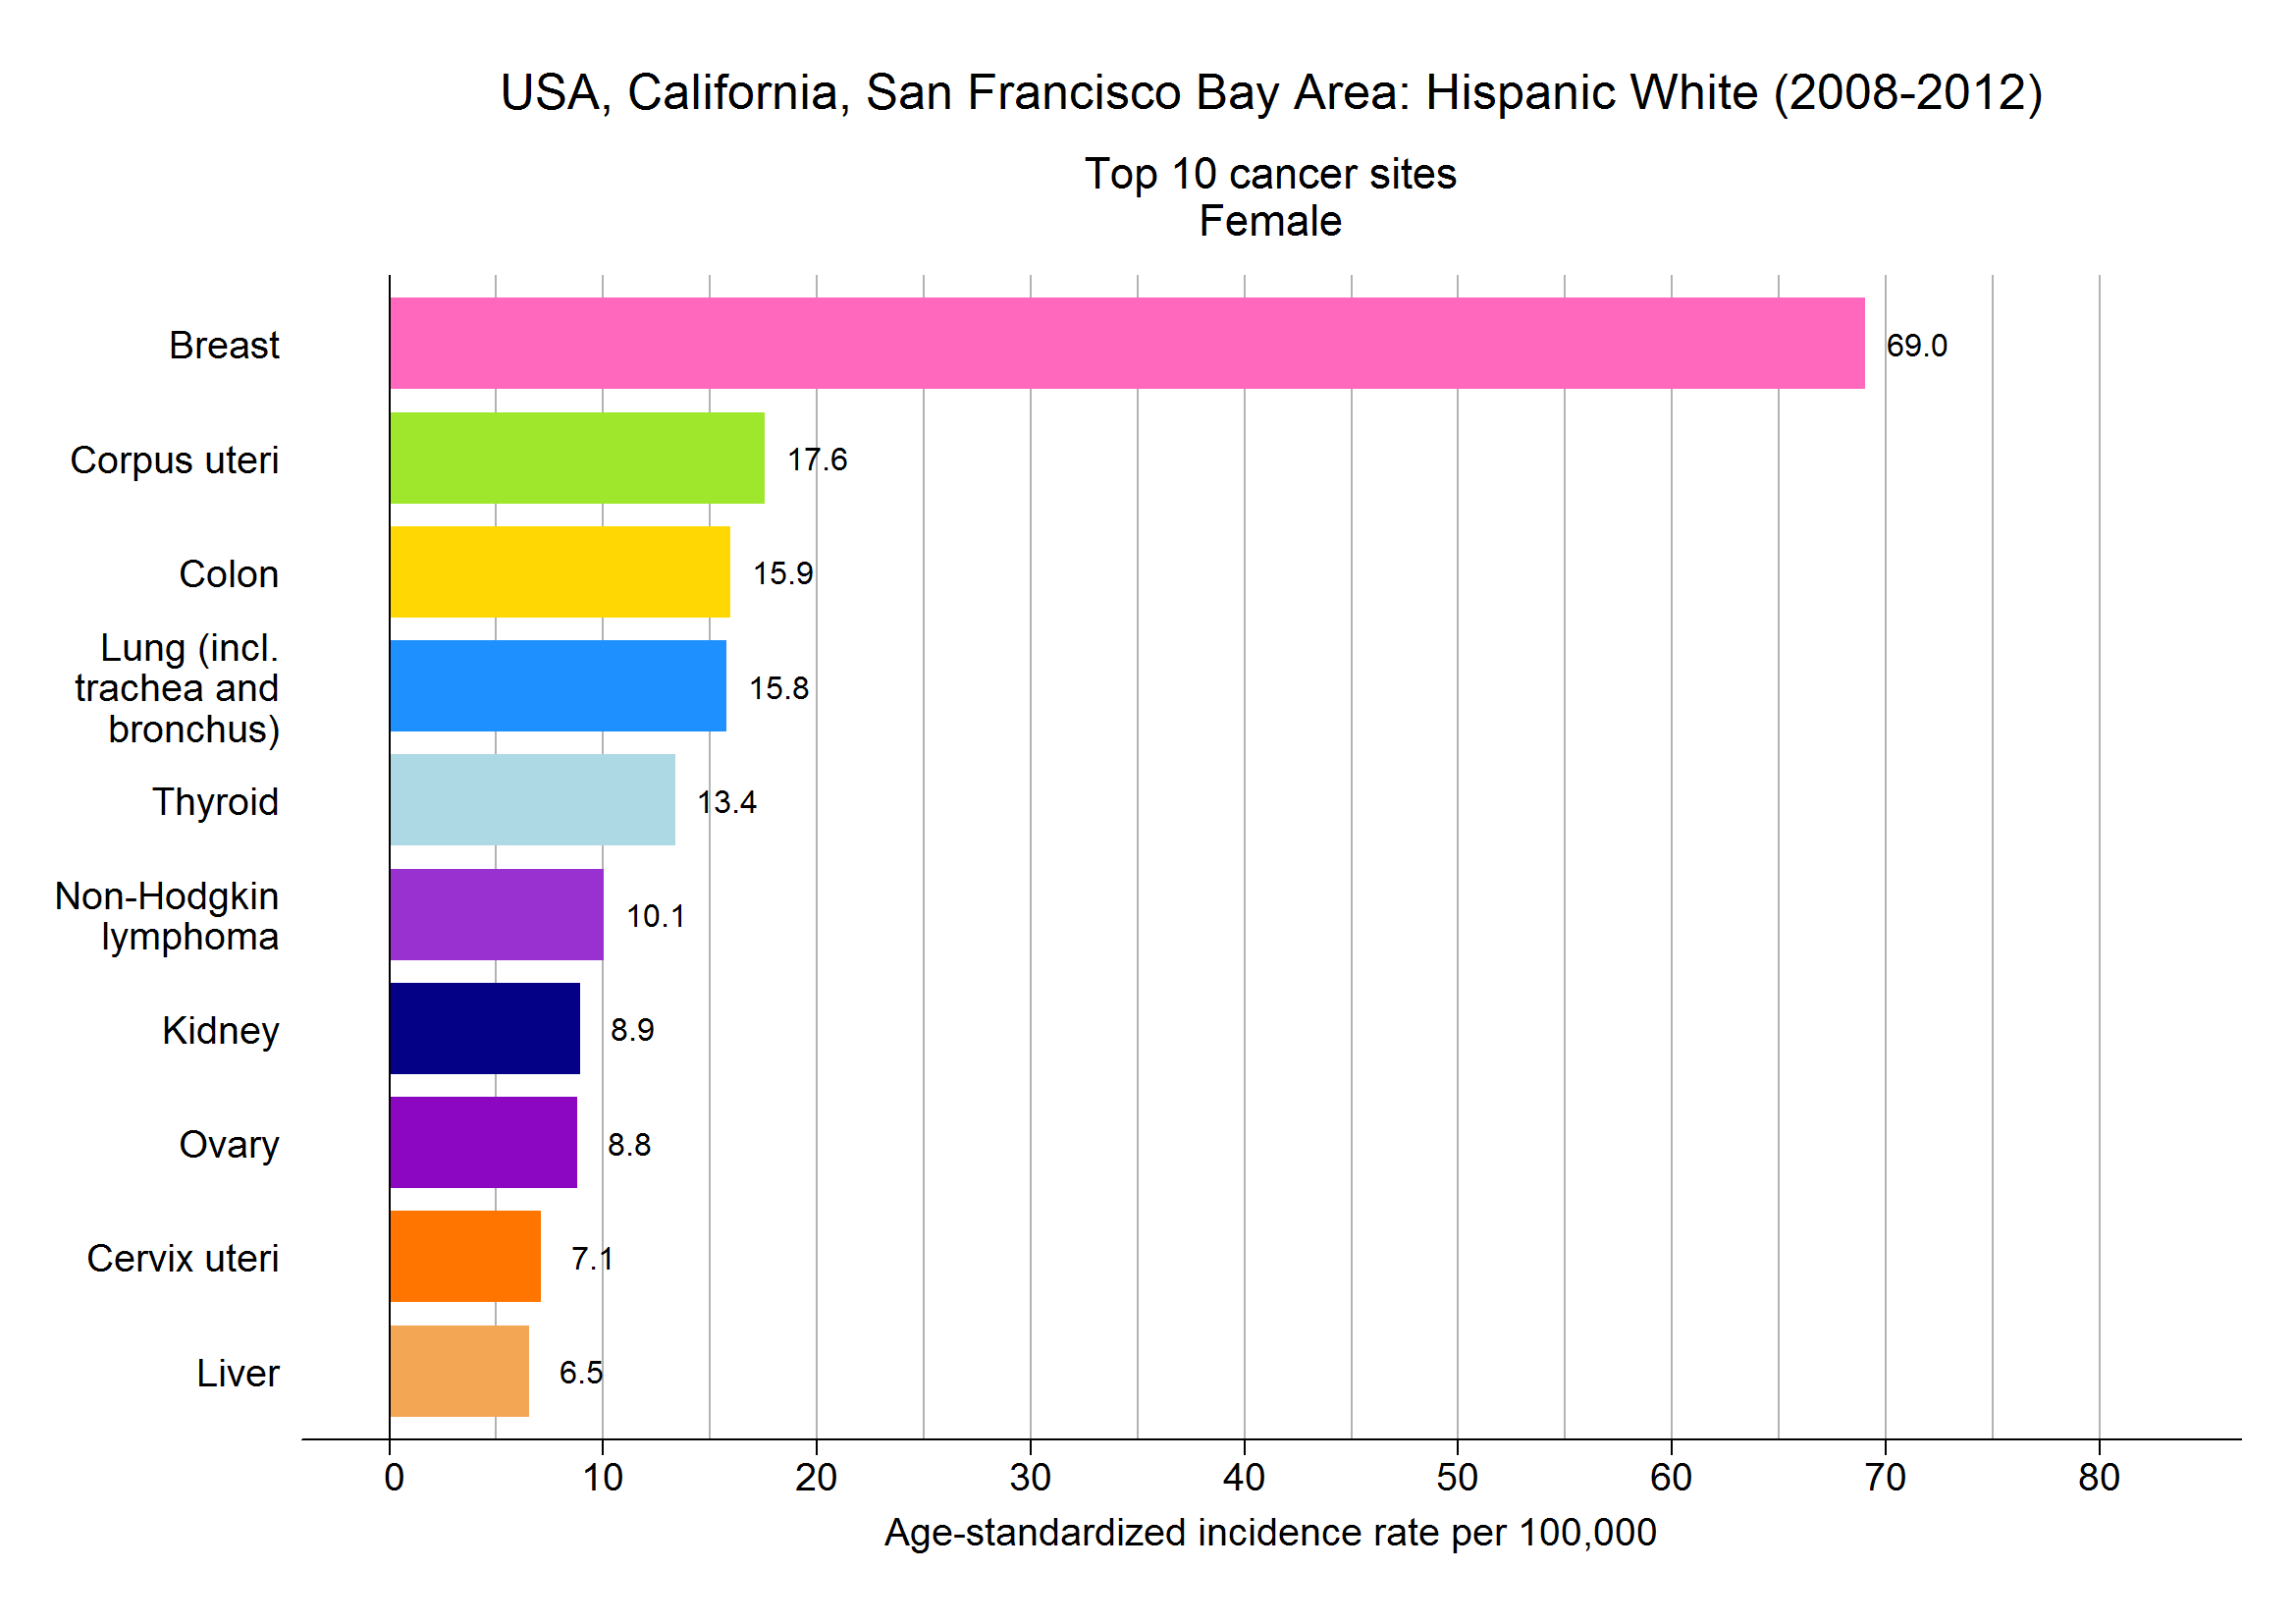 USA, California, San Francisco Bay Area: Hispanic White (2008-2012)
Top 10 cancer sites
Female
Breast
69.0
Corpus uteri
17.6
Colon
15.9
Lung (incl.
trachea and
bronchus)
15.8
Thyroid
13.4
Non-Hodgkin
lymphoma
10.1
Kidney
8.9
Ovary
8.8
Cervix uteri
7.1
Liver
6.5
0 10 20 30 40 50 60 70 80
Age-standardized incidence rate per 100,000